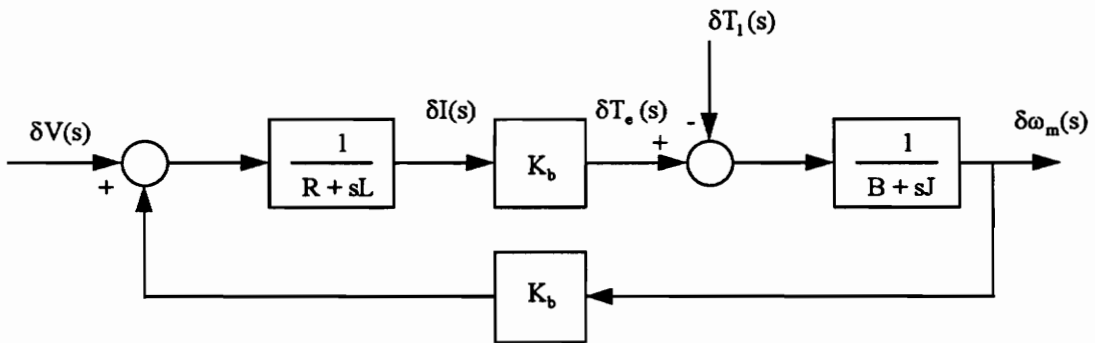 δT₁(s)
δV(s)
δI(s)
δTₑ(s)
δωₘ(s)
+
+
-
1
R + sL
K_b
1
B + sJ
K_b